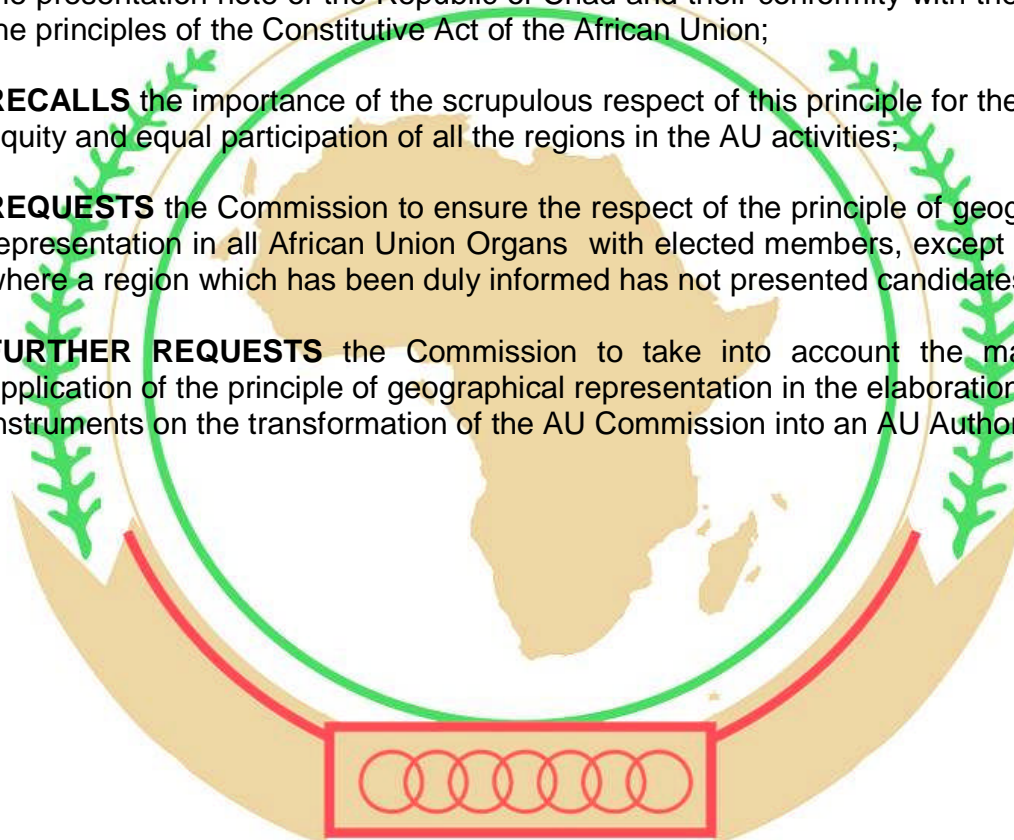 presentation note of the Republic of Chad and their conformity with the
principles of the Constitutive Act of the African Union;
RECALLS the importance of the scrupulous respect of this principle for the
equity and equal participation of all the regions in the AU activities;
REQUESTS the Commission to ensure the respect of the principle of
representation in all African Union Organs with elected members, except
where a region which has been duly informed has not presented candidates
FURTHER REQUESTS the Commission to take into account the
application of the principle of geographical representation in the elaboration
instruments on the transformation of the AU Commission into an AU